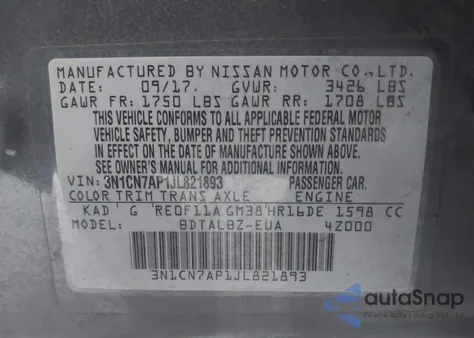 MANUFACTURED BY NISSAN MOTOR CO., LTD.
DATE: 09/17. GVWR: 3426 LBS
GAWR FR: 1750 LBS GAWR RR: 1708 LBS
THIS VEHICLE CONFORMS TO ALL APPLICABLE FEDERAL MOTOR
VEHICLE SAFETY, BUMPER AND THEFT PREVENTION STANDARDS
IN EFFECT ON THE DATE OF MANUFACTURE SHOWN ABOVE.
SEE OWNER'S MANUAL FOR ADDITIONAL INFORMATION
VIN: 3N1CN7AP1JL821893 PASSENGER CAR.
COLOR TRIM TRANS AXLE ENGINE
KAD G RE0F11A GM38 HR16DE 1598 CC
MODEL: BDTALBZ-EUA 4Z000
3N1CN7AP1JL821893
autoSnap